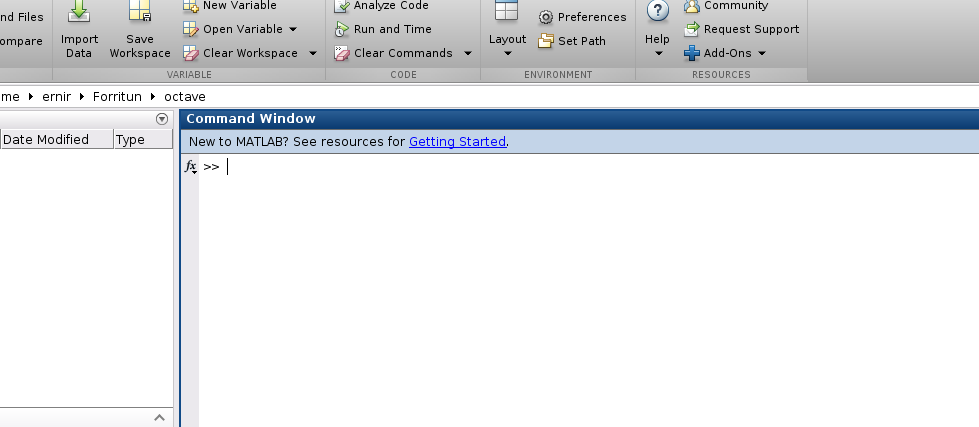 New Variable
Analyze Code
Community
nd Files
Preferences
Open Variable
Run and Time
Request Support
ompare
Import Data
Save Workspace
Clear Workspace
Clear Commands
Layout
Set Path
Help
Add-Ons
VARIABLE
CODE
ENVIRONMENT
RESOURCES
me ernir Forritun octave
Command Window
Date Modified
Type
New to MATLAB? See resources for Getting Started.
fx >>